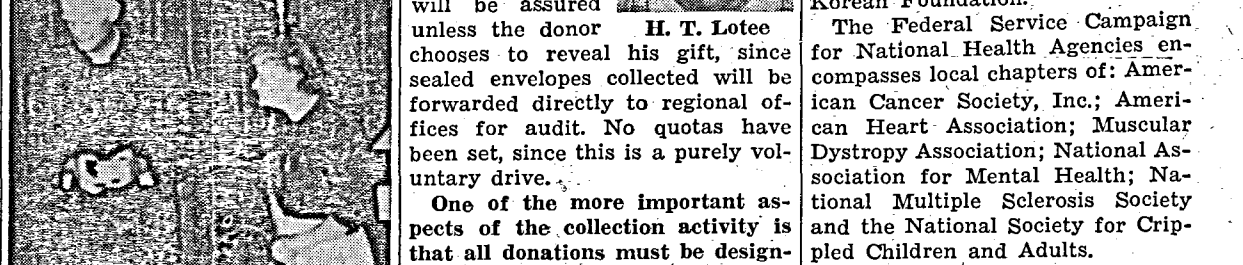 will be assured
unless the donor
H. T. Lotee
chooses to reveal his gift, since
sealed envelopes collected will be
forwarded directly to regional of-
fices for audit. No quotas have
been set, since this is a purely vol-
untary drive.
One of the more important as-
pects of the collection activity is
that all donations must be design-
Korean Foundation.
The Federal Service Campaign
for National Health Agencies en-
compasses local chapters of: Amer-
ican Cancer Society, Inc.; Ameri-
can Heart Association; Muscular
Dystropy Association; National As-
sociation for Mental Health; Na-
tional Multiple Sclerosis Society
and the National Society for Crip-
pled Children and Adults.